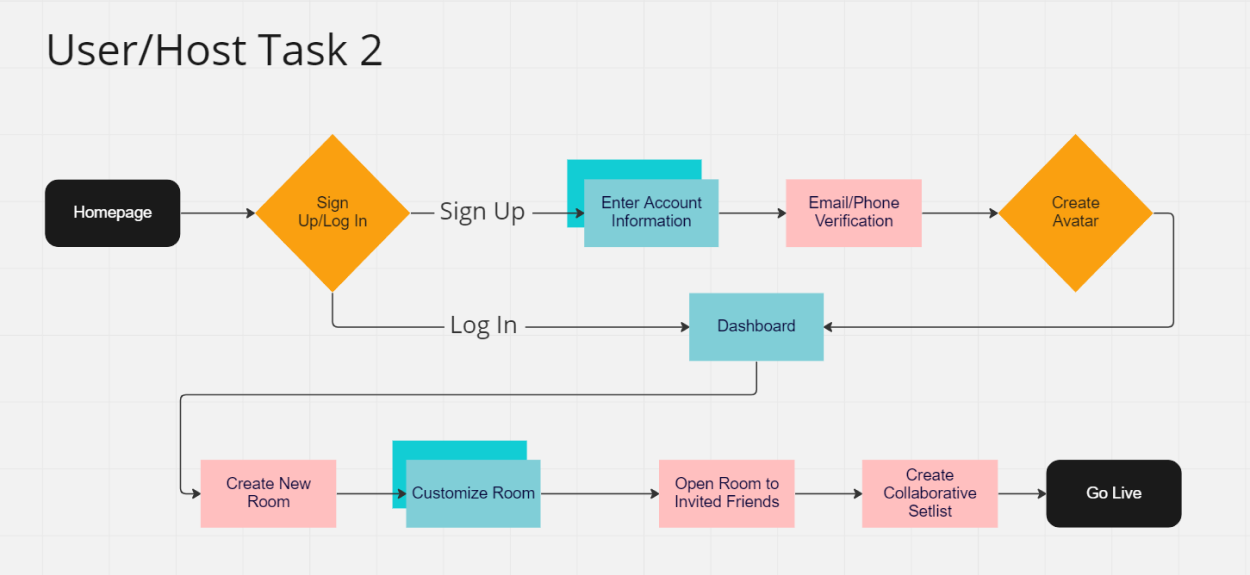 User/Host Task 2
Homepage
Sign
Up/Log In
Sign Up
Enter Account
Information
Email/Phone
Verification
Create
Avatar
Log In
Dashboard
Create New
Room
Customize Room
Open Room to
Invited Friends
Create
Collaborative
Setlist
Go Live